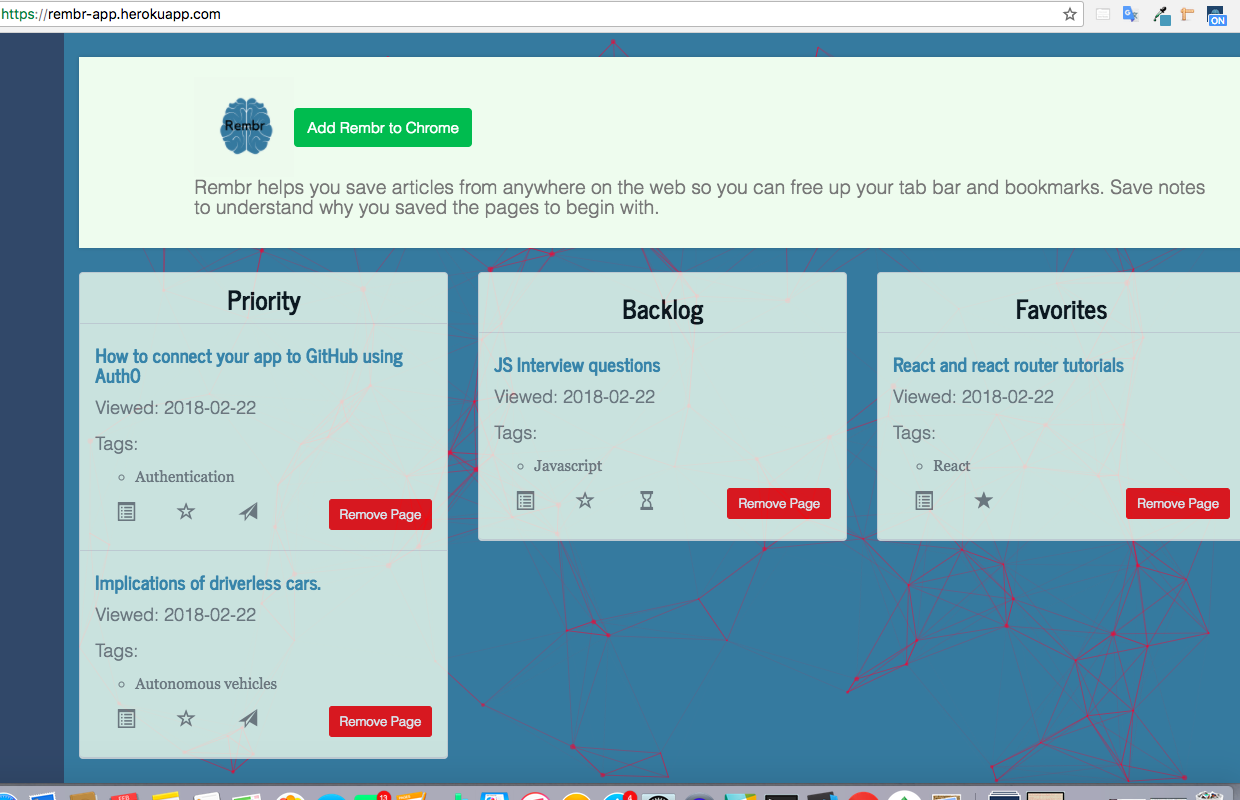 https://rembr-app.herokuapp.com
ON
Rembr
Add Rembr to Chrome
Rembr helps you save articles from anywhere on the web so you can free up your tab bar and bookmarks. Save notes
to understand why you saved the pages to begin with.
Priority
How to connect your app to GitHub using
Auth0
Viewed: 2018-02-22
Tags:
Authentication
Remove Page
Implications of driverless cars.
Viewed: 2018-02-22
Tags:
Autonomous vehicles
Remove Page
Backlog
JS Interview questions
Viewed: 2018-02-22
Tags:
Javascript
Remove Page
Favorites
React and react router tutorials
Viewed: 2018-02-22
Tags:
React
Remove Page
FEB
13
4